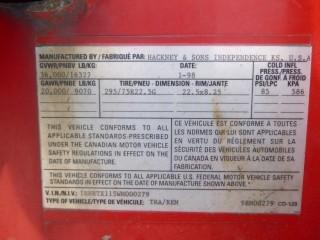 MANUFACTURED BY / FABRIQUÉ PAR: HACKNEY & SONS INDEPENDENCE KS. U.S.A
GVWR/PNBV LB/KG: DATE: COLD INFL
36,000/16327 1-98 PRESS./PRESS.
DE GONF A FROID
GAWR/PNBE LB/KG: TIRE/PNEU - DIMENSION - RIM/JANTE PSI/LPC KPA
20,000/ 9070 295/75R22.5G 22.5x8.25 85 586
THIS VEHICLE CONFORMS TO ALL APPLICABLE STANDARDS PRESCRIBED UNDER THE CANADIAN MOTOR VEHICLE SAFETY REGULATIONS IN EFFECT ON THE DATE OF MANUFACTURE.
CE VÉHICULE EST CONFORME À TOUTES LES NORMES QUI LUI SONT APPLICABLES EN VERTU DU RÈGLEMENT SUR LA SÉCURITÉ DES VÉHICULES AUTOMOBILES DU CANADA EN VIGUEUR À LA DATE DE SA FABRICATION.
THIS VEHICLE CONFORMS TO ALL APPLICABLE U.S. FEDERAL MOTOR VEHICLE SAFETY
STANDARDS IN EFFECT ON THE DATE OF MANUFACTURE SHOWN ABOVE
V.I.N./N.I.V.:
TYPE OF VEHICLE/TYPE DE VÉHICULE: TRA/REM 98H00279